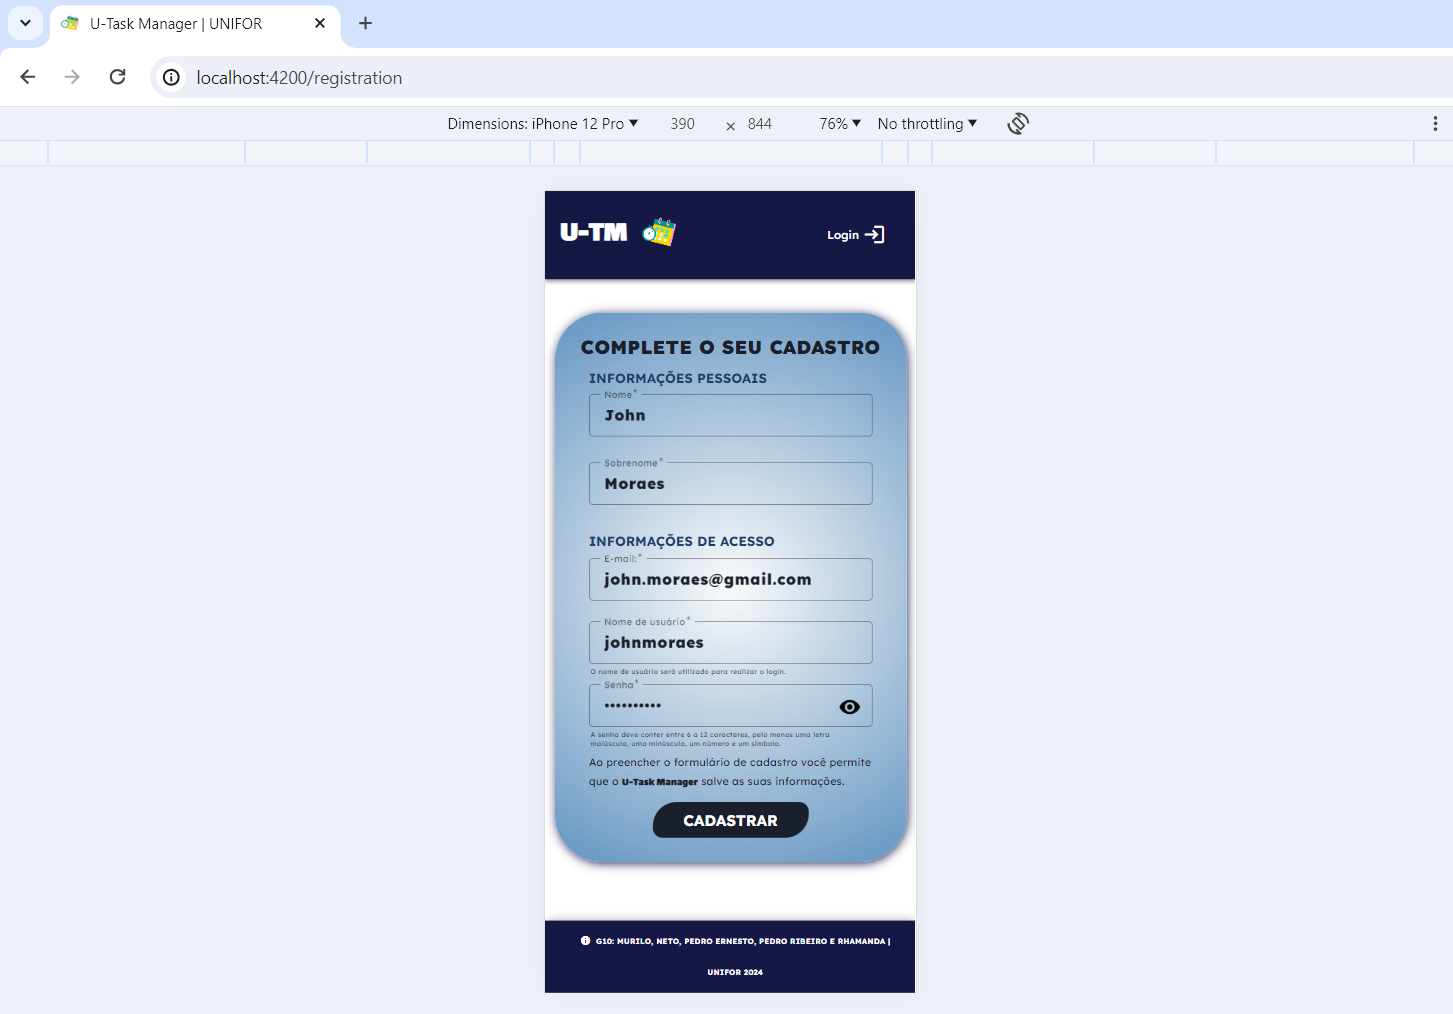 U-Task Manager | UNIFOR
localhost:4200/registration
Dimensions: iPhone 12 Pro 390 × 844 76% No throttling
U-TM Login
COMPLETE O SEU CADASTRO
INFORMAÇÕES PESSOAIS
Nome*
John
Sobrenome*
Moraes
INFORMAÇÕES DE ACESSO
E-mail:*
john.moraes@gmail.com
Nome de usuário*
johnmoraes
O nome de usuário será utilizado para realizar o login.
Senha*
••••••••••
A senha deve conter entre 6 a 12 caracteres, pelo menos uma letra
maiúscula, uma minúscula, um número e um símbolo.
Ao preencher o formulário de cadastro você permite
que o U-Task Manager salve as suas informações.
CADASTRAR
G10: MURILO, NETO, PEDRO ERNESTO, PEDRO RIBEIRO E RHAMANDA |
UNIFOR 2024